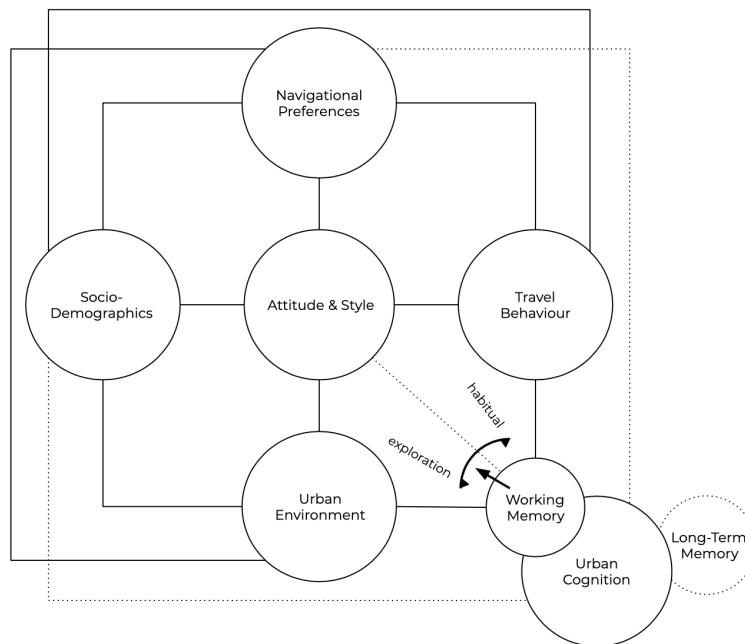 Navigational
Preferences
Socio-
Demographics
Attitude & Style
Travel
Behaviour
habitual
exploration
Urban
Environment
Working
Memory
Long-Term
Memory
Urban
Cognition